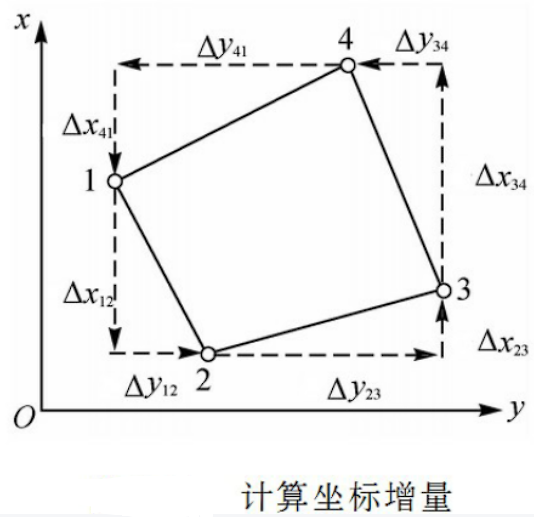 x
4
Δy₃₄
Δy₄₁
Δx₄₁
1
Δx₃₄
Δx₁₂
3
Δx₂₃
Δy₁₂
2
Δy₂₃
O
y
计算坐标增量